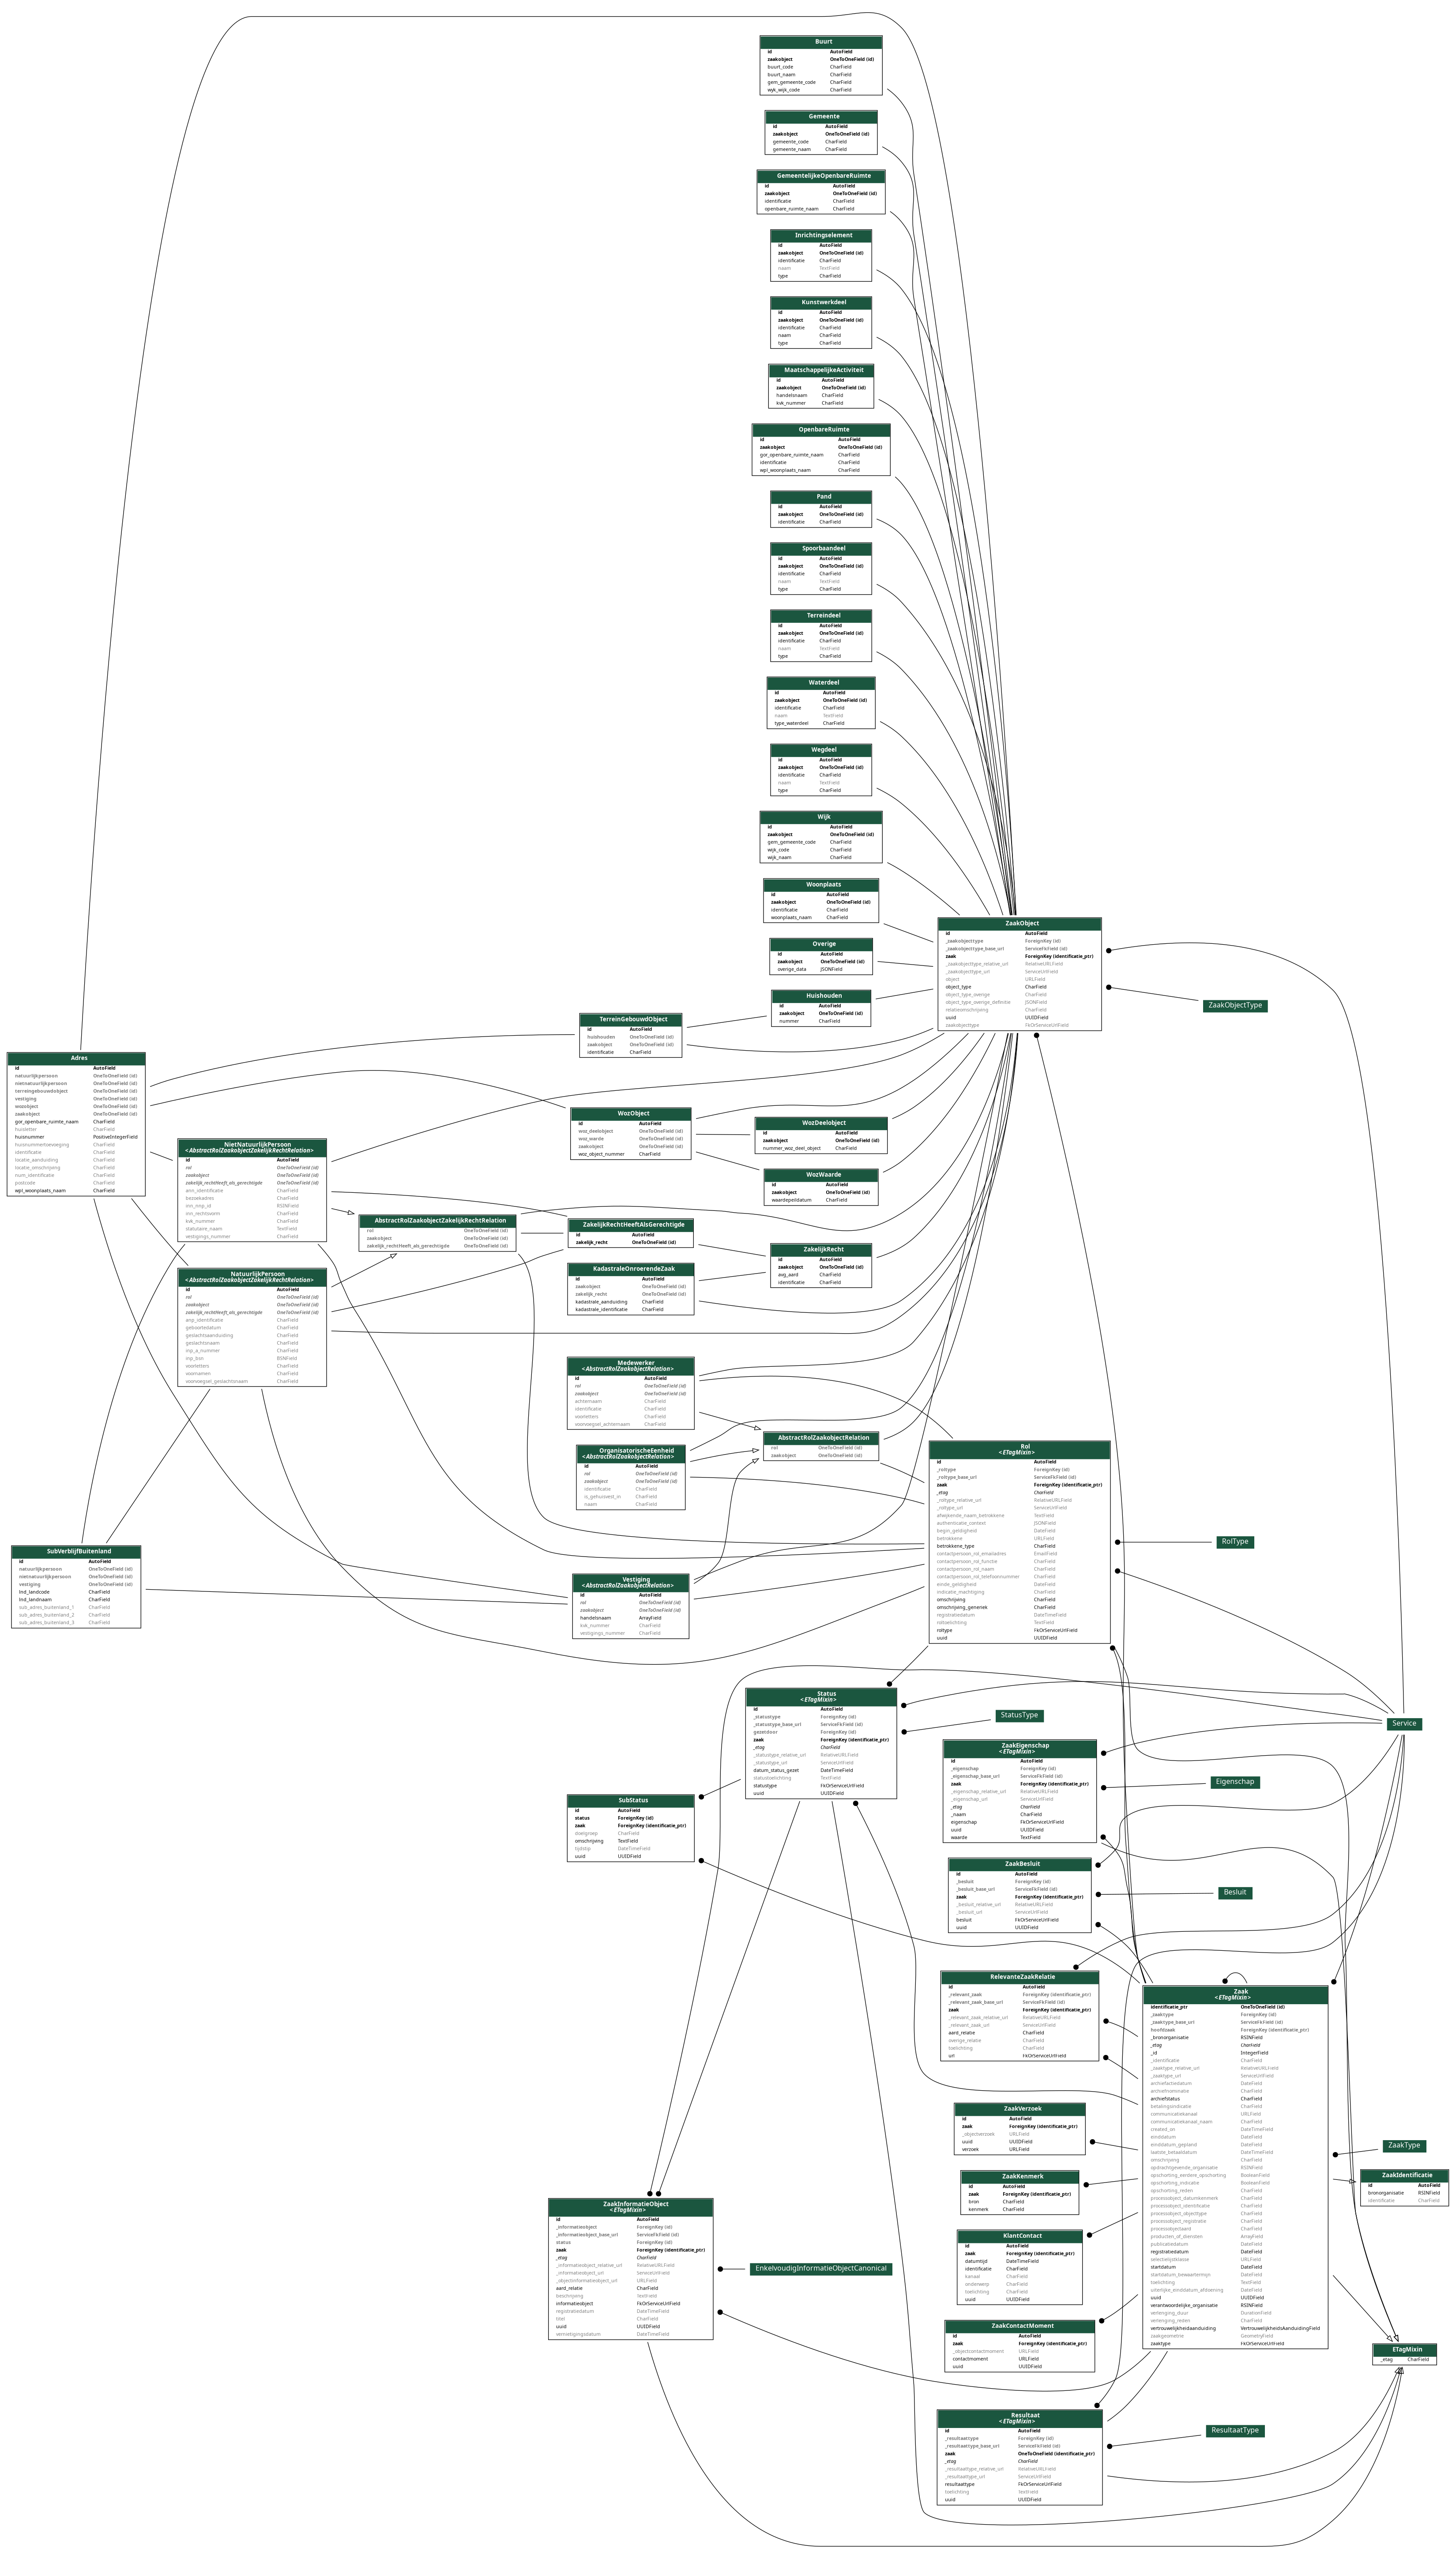 Buurt
id AutoField
zaakobject OneToOneField (id)
buurt_code CharField
buurt_naam CharField
gem_gemeente_code CharField
wyk_wijk_code CharField
Gemeente
id AutoField
zaakobject OneToOneField (id)
gemeente_code CharField
gemeente_naam CharField
GemeentelijkeOpenbareRuimte
id AutoField
zaakobject OneToOneField (id)
identificatie CharField
openbare_ruimte_naam CharField
Inrichtingselement
id AutoField
zaakobject OneToOneField (id)
identificatie CharField
naam TextField
type CharField
Kunstwerkdeel
id AutoField
zaakobject OneToOneField (id)
identificatie CharField
naam CharField
type CharField
MaatschappelijkeActiviteit
id AutoField
zaakobject OneToOneField (id)
handelsnaam CharField
kvk_nummer CharField
OpenbareRuimte
id AutoField
zaakobject OneToOneField (id)
gor_openbare_ruimte_naam CharField
identificatie CharField
wpl_woonplaats_naam CharField
Pand
id AutoField
zaakobject OneToOneField (id)
identificatie CharField
Spoorbaandeel
id AutoField
zaakobject OneToOneField (id)
identificatie CharField
naam TextField
type CharField
Terreindeel
id AutoField
zaakobject OneToOneField (id)
identificatie CharField
naam TextField
type CharField
Waterdeel
id AutoField
zaakobject OneToOneField (id)
identificatie CharField
naam TextField
type_waterdeel CharField
Wegdeel
id AutoField
zaakobject OneToOneField (id)
identificatie CharField
naam TextField
type CharField
Wijk
id AutoField
zaakobject OneToOneField (id)
gem_gemeente_code CharField
wijk_code CharField
wijk_naam CharField
Woonplaats
id AutoField
zaakobject OneToOneField (id)
identificatie CharField
woonplaats_naam CharField
Overige
id AutoField
zaakobject OneToOneField (id)
overige_data JSONField
Huishouden
id AutoField
zaakobject OneToOneField (id)
nummer CharField
ZaakObject
id AutoField
_zaakobjecttype ForeignKey (id)
_zaakobjecttype_base_url ServiceFkField (id)
zaak ForeignKey (identificatie_ptr)
_zaakobjecttype_relative_url RelativeURLField
_zaakobjecttype_url ServiceUrlField
object URLField
object_type CharField
object_type_overige CharField
object_type_overige_definitie JSONField
relatieomschrijving CharField
uuid UUIDField
zaakobjecttype FkOrServiceUrlField
ZaakObjectType
TerreinGebouwdObject
id AutoField
huishouden OneToOneField (id)
zaakobject OneToOneField (id)
identificatie CharField
Adres
id AutoField
natuurlijkpersoon OneToOneField (id)
nietnatuurlijkpersoon OneToOneField (id)
terreingebouwdobject OneToOneField (id)
vestiging OneToOneField (id)
wozobject OneToOneField (id)
zaakobject OneToOneField (id)
gor_openbare_ruimte_naam CharField
huisletter CharField
huisnummer PositiveIntegerField
huisnummertoevoeging CharField
identificatie CharField
locatie_aanduiding CharField
locatie_omschrijving CharField
num_identificatie CharField
postcode CharField
wpl_woonplaats_naam CharField
WozObject
id AutoField
woz_deelobject OneToOneField (id)
woz_warde OneToOneField (id)
zaakobject OneToOneField (id)
woz_object_nummer CharField
WozDeelobject
id AutoField
zaakobject OneToOneField (id)
nummer_woz_deel_object CharField
WozWaarde
id AutoField
zaakobject OneToOneField (id)
waardepeildatum CharField
NietNatuurlijkPersoon
<AbstractRolZaakobjectZakelijkRechtRelation>
id AutoField
rol OneToOneField (id)
zaakobject OneToOneField (id)
zakelijk_rechtHeeft_als_gerechtigde OneToOneField (id)
ann_identificatie CharField
bezoekadres CharField
inn_nnp_id RSINField
inn_rechtsvorm CharField
kvk_nummer CharField
statutaire_naam TextField
vestigings_nummer CharField
AbstractRolZaakobjectZakelijkRechtRelation
rol OneToOneField (id)
zaakobject OneToOneField (id)
zakelijk_rechtHeeft_als_gerechtigde OneToOneField (id)
ZakelijkRechtHeeftAlsGerechtigde
id AutoField
zakelijk_recht OneToOneField (id)
ZakelijkRecht
id AutoField
zaakobject OneToOneField (id)
avg_aard CharField
identificatie CharField
KadastraleOnroerendeZaak
id AutoField
zaakobject OneToOneField (id)
zakelijk_recht OneToOneField (id)
kadastrale_aanduiding CharField
kadastrale_identificatie CharField
NatuurlijkPersoon
<AbstractRolZaakobjectZakelijkRechtRelation>
id AutoField
rol OneToOneField (id)
zaakobject OneToOneField (id)
zakelijk_rechtHeeft_als_gerechtigde OneToOneField (id)
anp_identificatie CharField
geboortedatum CharField
geslachtsaanduiding CharField
geslachtsnaam CharField
inp_a_nummer CharField
inp_bsn BSNField
voorletters CharField
voornamen CharField
voorvoegsel_geslachtsnaam CharField
Medewerker
<AbstractRolZaakobjectRelation>
id AutoField
rol OneToOneField (id)
zaakobject OneToOneField (id)
achternaam CharField
identificatie CharField
voorletters CharField
voorvoegsel_achternaam CharField
AbstractRolZaakobjectRelation
rol OneToOneField (id)
zaakobject OneToOneField (id)
OrganisatorischeEenheid
<AbstractRolZaakobjectRelation>
id AutoField
rol OneToOneField (id)
zaakobject OneToOneField (id)
identificatie CharField
is_gehuisvest_in CharField
naam CharField
Rol
<ETagMixin>
id AutoField
_roltype ForeignKey (id)
_roltype_base_url ServiceFkField (id)
zaak ForeignKey (identificatie_ptr)
_etag CharField
_roltype_relative_url RelativeURLField
_roltype_url ServiceUrlField
afwijkende_naam_betrokkene TextField
authenticatie_context JSONField
begin_geldigheid DateField
betrokkene URLField
betrokkene_type CharField
contactpersoon_rol_emailadres EmailField
contactpersoon_rol_functie CharField
contactpersoon_rol_naam CharField
contactpersoon_rol_telefoonnummer CharField
einde_geldigheid DateField
indicatie_machtiging CharField
omschrijving CharField
omschrijving_generiek CharField
registratiedatum DateTimeField
roltoelichting TextField
roltype FkOrServiceUrlField
uuid UUIDField
RolType
SubVerblijfBuitenland
id AutoField
natuurlijkpersoon OneToOneField (id)
nietnatuurlijkpersoon OneToOneField (id)
vestiging OneToOneField (id)
lnd_landcode CharField
lnd_landnaam CharField
sub_adres_buitenland_1 CharField
sub_adres_buitenland_2 CharField
sub_adres_buitenland_3 CharField
Vestiging
<AbstractRolZaakobjectRelation>
id AutoField
rol OneToOneField (id)
zaakobject OneToOneField (id)
handelsnaam ArrayField
kvk_nummer CharField
vestigings_nummer CharField
Status
<ETagMixin>
id AutoField
_statustype ForeignKey (id)
_statustype_base_url ServiceFkField (id)
gezetdoor ForeignKey (id)
zaak ForeignKey (identificatie_ptr)
_etag CharField
_statustype_relative_url RelativeURLField
_statustype_url ServiceUrlField
datum_status_gezet DateTimeField
statustoelichting TextField
statustype FkOrServiceUrlField
uuid UUIDField
StatusType
Service
ZaakEigenschap
<ETagMixin>
id AutoField
_eigenschap ForeignKey (id)
_eigenschap_base_url ServiceFkField (id)
zaak ForeignKey (identificatie_ptr)
_eigenschap_relative_url RelativeURLField
_eigenschap_url ServiceUrlField
_etag CharField
_naam CharField
eigenschap FkOrServiceUrlField
uuid UUIDField
waarde TextField
Eigenschap
SubStatus
id AutoField
status ForeignKey (id)
zaak ForeignKey (identificatie_ptr)
doelgroep CharField
omschrijving TextField
tijdstip DateTimeField
uuid UUIDField
ZaakBesluit
id AutoField
_besluit ForeignKey (id)
_besluit_base_url ServiceFkField (id)
zaak ForeignKey (identificatie_ptr)
_besluit_relative_url RelativeURLField
_besluit_url ServiceUrlField
besluit FkOrServiceUrlField
uuid UUIDField
Besluit
RelevanteZaakRelatie
id AutoField
_relevant_zaak ForeignKey (identificatie_ptr)
_relevant_zaak_base_url ServiceFkField (id)
zaak ForeignKey (identificatie_ptr)
_relevant_zaak_relative_url RelativeURLField
_relevant_zaak_url ServiceUrlField
aard_relatie CharField
overige_relatie CharField
toelichting CharField
url FkOrServiceUrlField
Zaak
<ETagMixin>
identificatie_ptr OneToOneField (id)
_zaaktype ForeignKey (id)
_zaaktype_base_url ServiceFkField (id)
hoofdzaak ForeignKey (identificatie_ptr)
_bronorganisatie RSINField
_etag CharField
_id IntegerField
_identificatie CharField
_zaaktype_relative_url RelativeURLField
_zaaktype_url ServiceUrlField
archiefactiedatum DateField
archiefnominatie CharField
archiefstatus CharField
betalingsindicatie CharField
communicatiekanaal URLField
communicatiekanaal_naam CharField
created_on DateTimeField
einddatum DateField
einddatum_gepland DateField
laatste_betaaldatum DateTimeField
omschrijving CharField
opdrachtgevende_organisatie RSINField
opschorting_eerdere_opschorting BooleanField
opschorting_indicatie BooleanField
opschorting_reden CharField
processobject_datumkenmerk CharField
processobject_identificatie CharField
processobject_objecttype CharField
processobject_registratie CharField
processobjectaard CharField
producten_of_diensten ArrayField
publicatiedatum DateField
registratiedatum DateField
selectielijstklasse URLField
startdatum DateField
startdatum_bewaartermijn DateField
toelichting TextField
uiterlijke_einddatum_afdoening DateField
uuid UUIDField
verantwoordelijke_organisatie RSINField
verlenging_duur DurationField
verlenging_reden CharField
vertrouwelijkheidaanduiding VertrouwelijkheidsAanduidingField
zaakgeometrie GeometryField
zaaktype FkOrServiceUrlField
ZaakType
ZaakIdentificatie
id AutoField
bronorganisatie RSINField
identificatie CharField
ZaakVerzoek
id AutoField
zaak ForeignKey (identificatie_ptr)
_objectverzoek URLField
uuid UUIDField
verzoek URLField
ZaakKenmerk
id AutoField
zaak ForeignKey (identificatie_ptr)
bron CharField
kenmerk CharField
ZaakInformatieObject
<ETagMixin>
id AutoField
_informatieobject ForeignKey (id)
_informatieobject_base_url ServiceFkField (id)
status ForeignKey (id)
zaak ForeignKey (identificatie_ptr)
_etag CharField
_informatieobject_relative_url RelativeURLField
_informatieobject_url ServiceUrlField
_objectinformatieobject_url URLField
aard_relatie CharField
beschrijving TextField
informatieobject FkOrServiceUrlField
registratiedatum DateTimeField
titel CharField
uuid UUIDField
vernietigingsdatum DateTimeField
EnkelvoudigInformatieObjectCanonical
KlantContact
id AutoField
zaak ForeignKey (identificatie_ptr)
datumtijd DateTimeField
identificatie CharField
kanaal CharField
onderwerp CharField
toelichting CharField
uuid UUIDField
ZaakContactMoment
id AutoField
zaak ForeignKey (identificatie_ptr)
_objectcontactmoment URLField
contactmoment URLField
uuid UUIDField
ETagMixin
_etag CharField
Resultaat
<ETagMixin>
id AutoField
_resultaattype ForeignKey (id)
_resultaattype_base_url ServiceFkField (id)
zaak OneToOneField (identificatie_ptr)
_etag CharField
_resultaattype_relative_url RelativeURLField
_resultaattype_url ServiceUrlField
resultaattype FkOrServiceUrlField
toelichting TextField
uuid UUIDField
ResultaatType